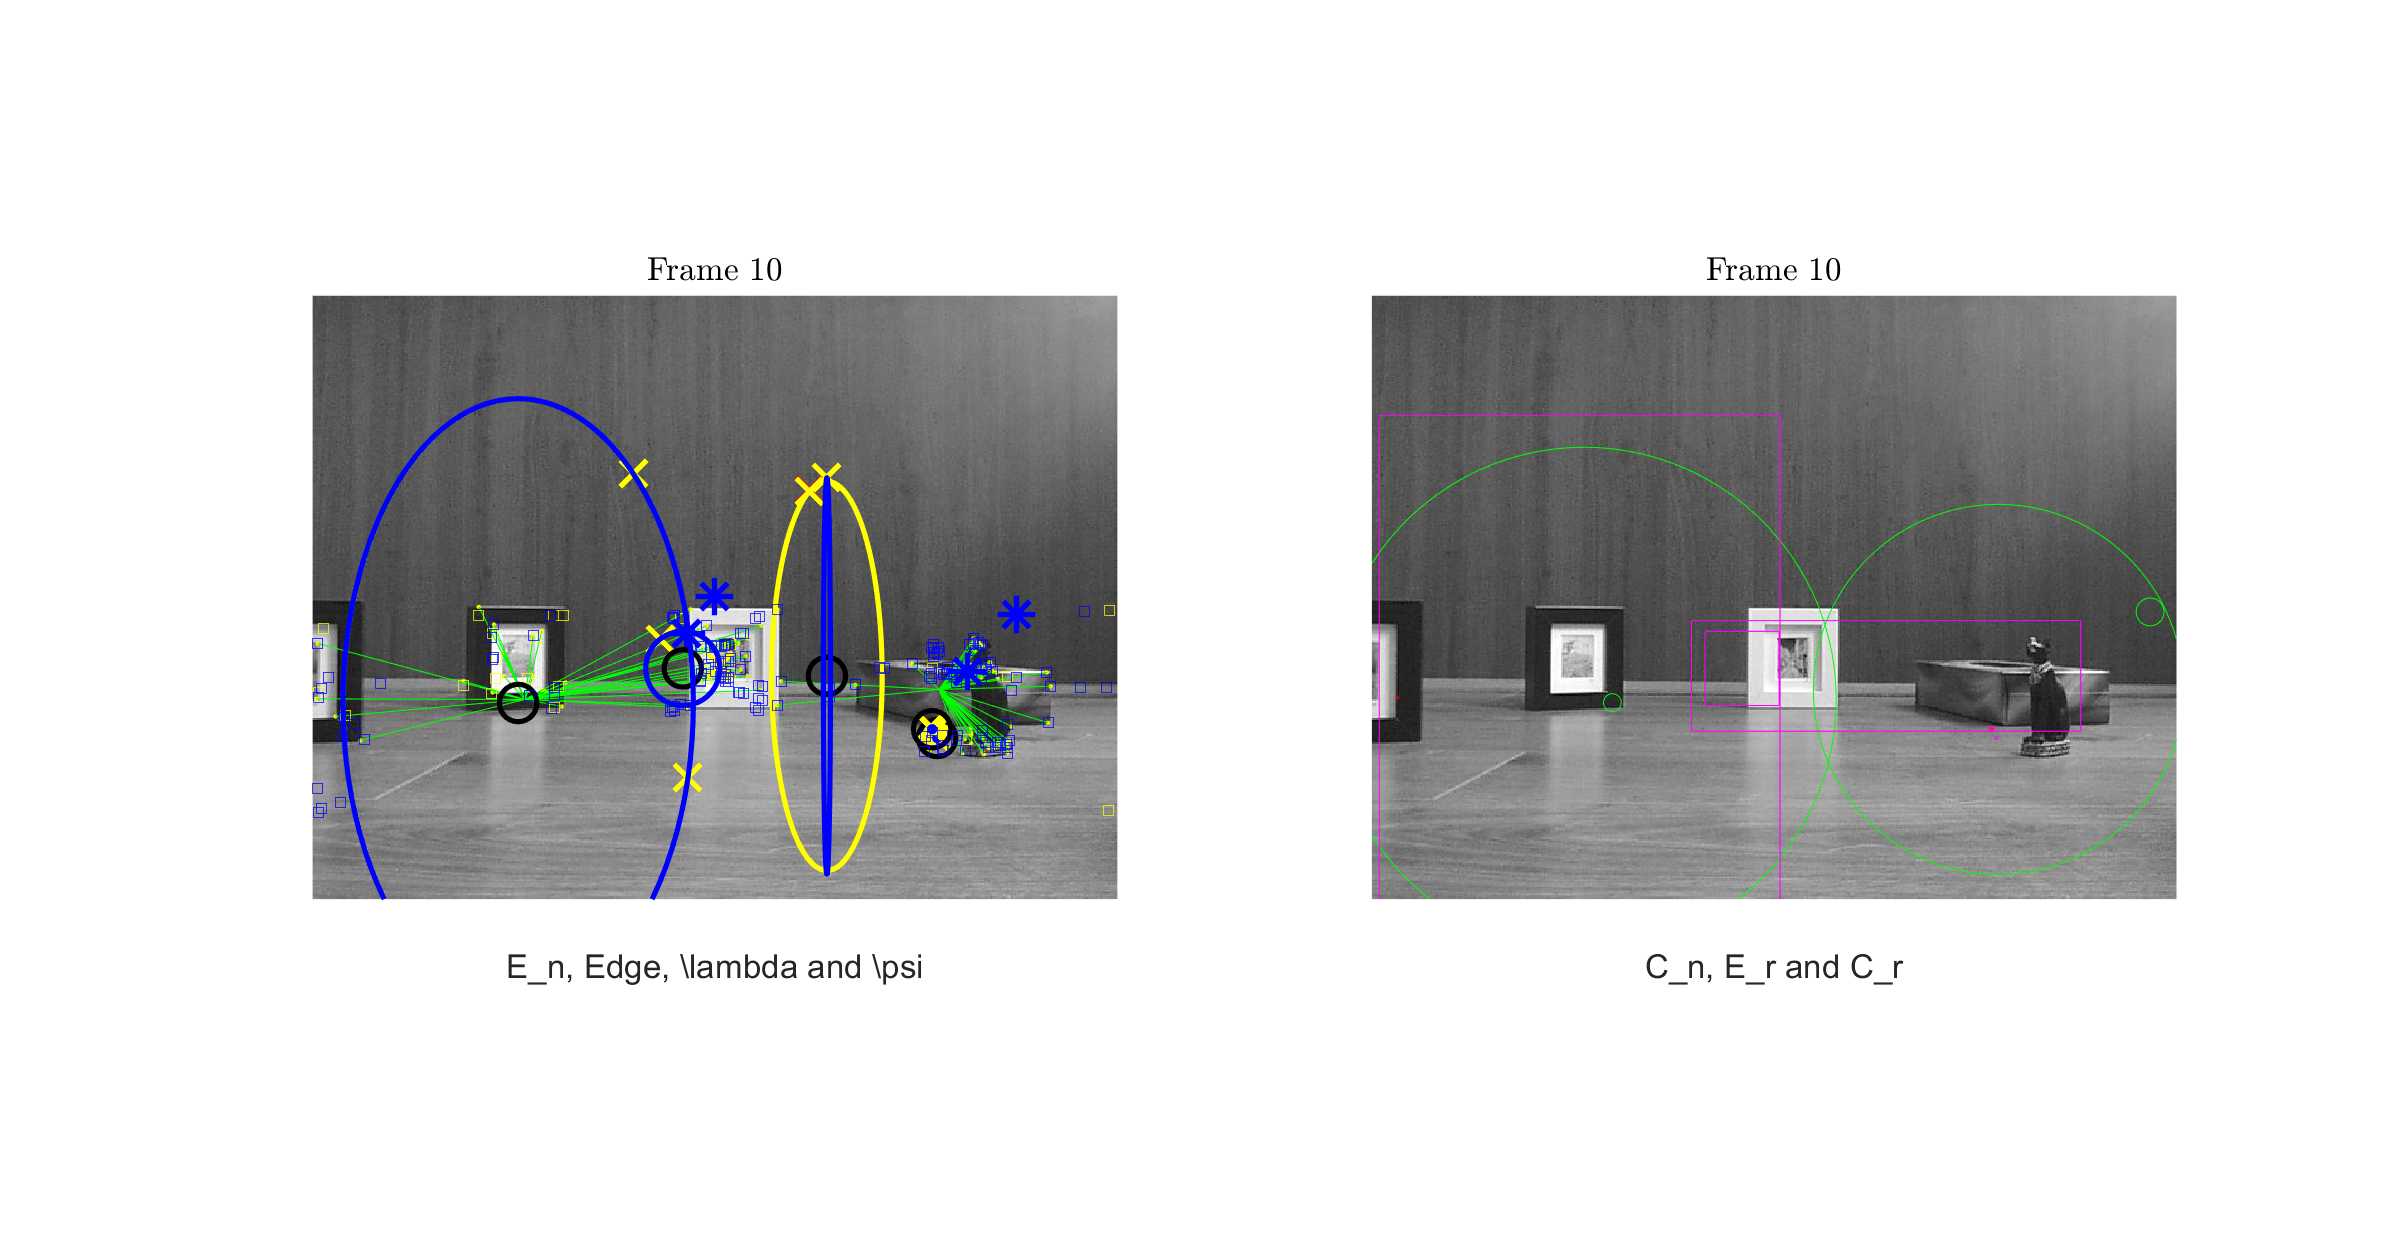 Frame 10
Frame 10
E_n, Edge, \lambda and \psi
C_n, E_r and C_r